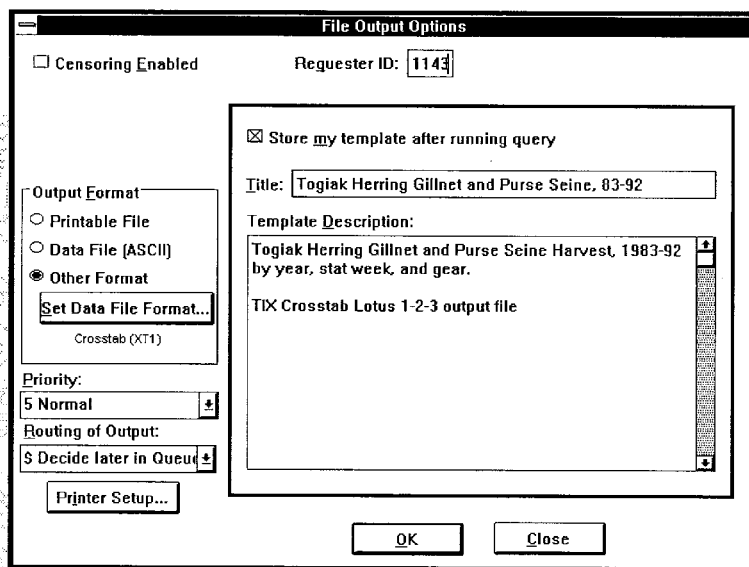 File Output Options
Censoring Enabled
Requester ID: 1143
Store my template after running query
Title: Togiak Herring Gillnet and Purse Seine, 83-92
Template Description:
Togiak Herring Gillnet and Purse Seine Harvest, 1983-92
by year, stat week, and gear.
TIX Crosstab Lotus 1-2-3 output file
Output Format
Printable File
Data File (ASCII)
Other Format
Set Data File Format...
Crosstab (XT1)
Priority:
5 Normal
Routing of Output:
$ Decide later in Queue
Printer Setup...
OK
Close